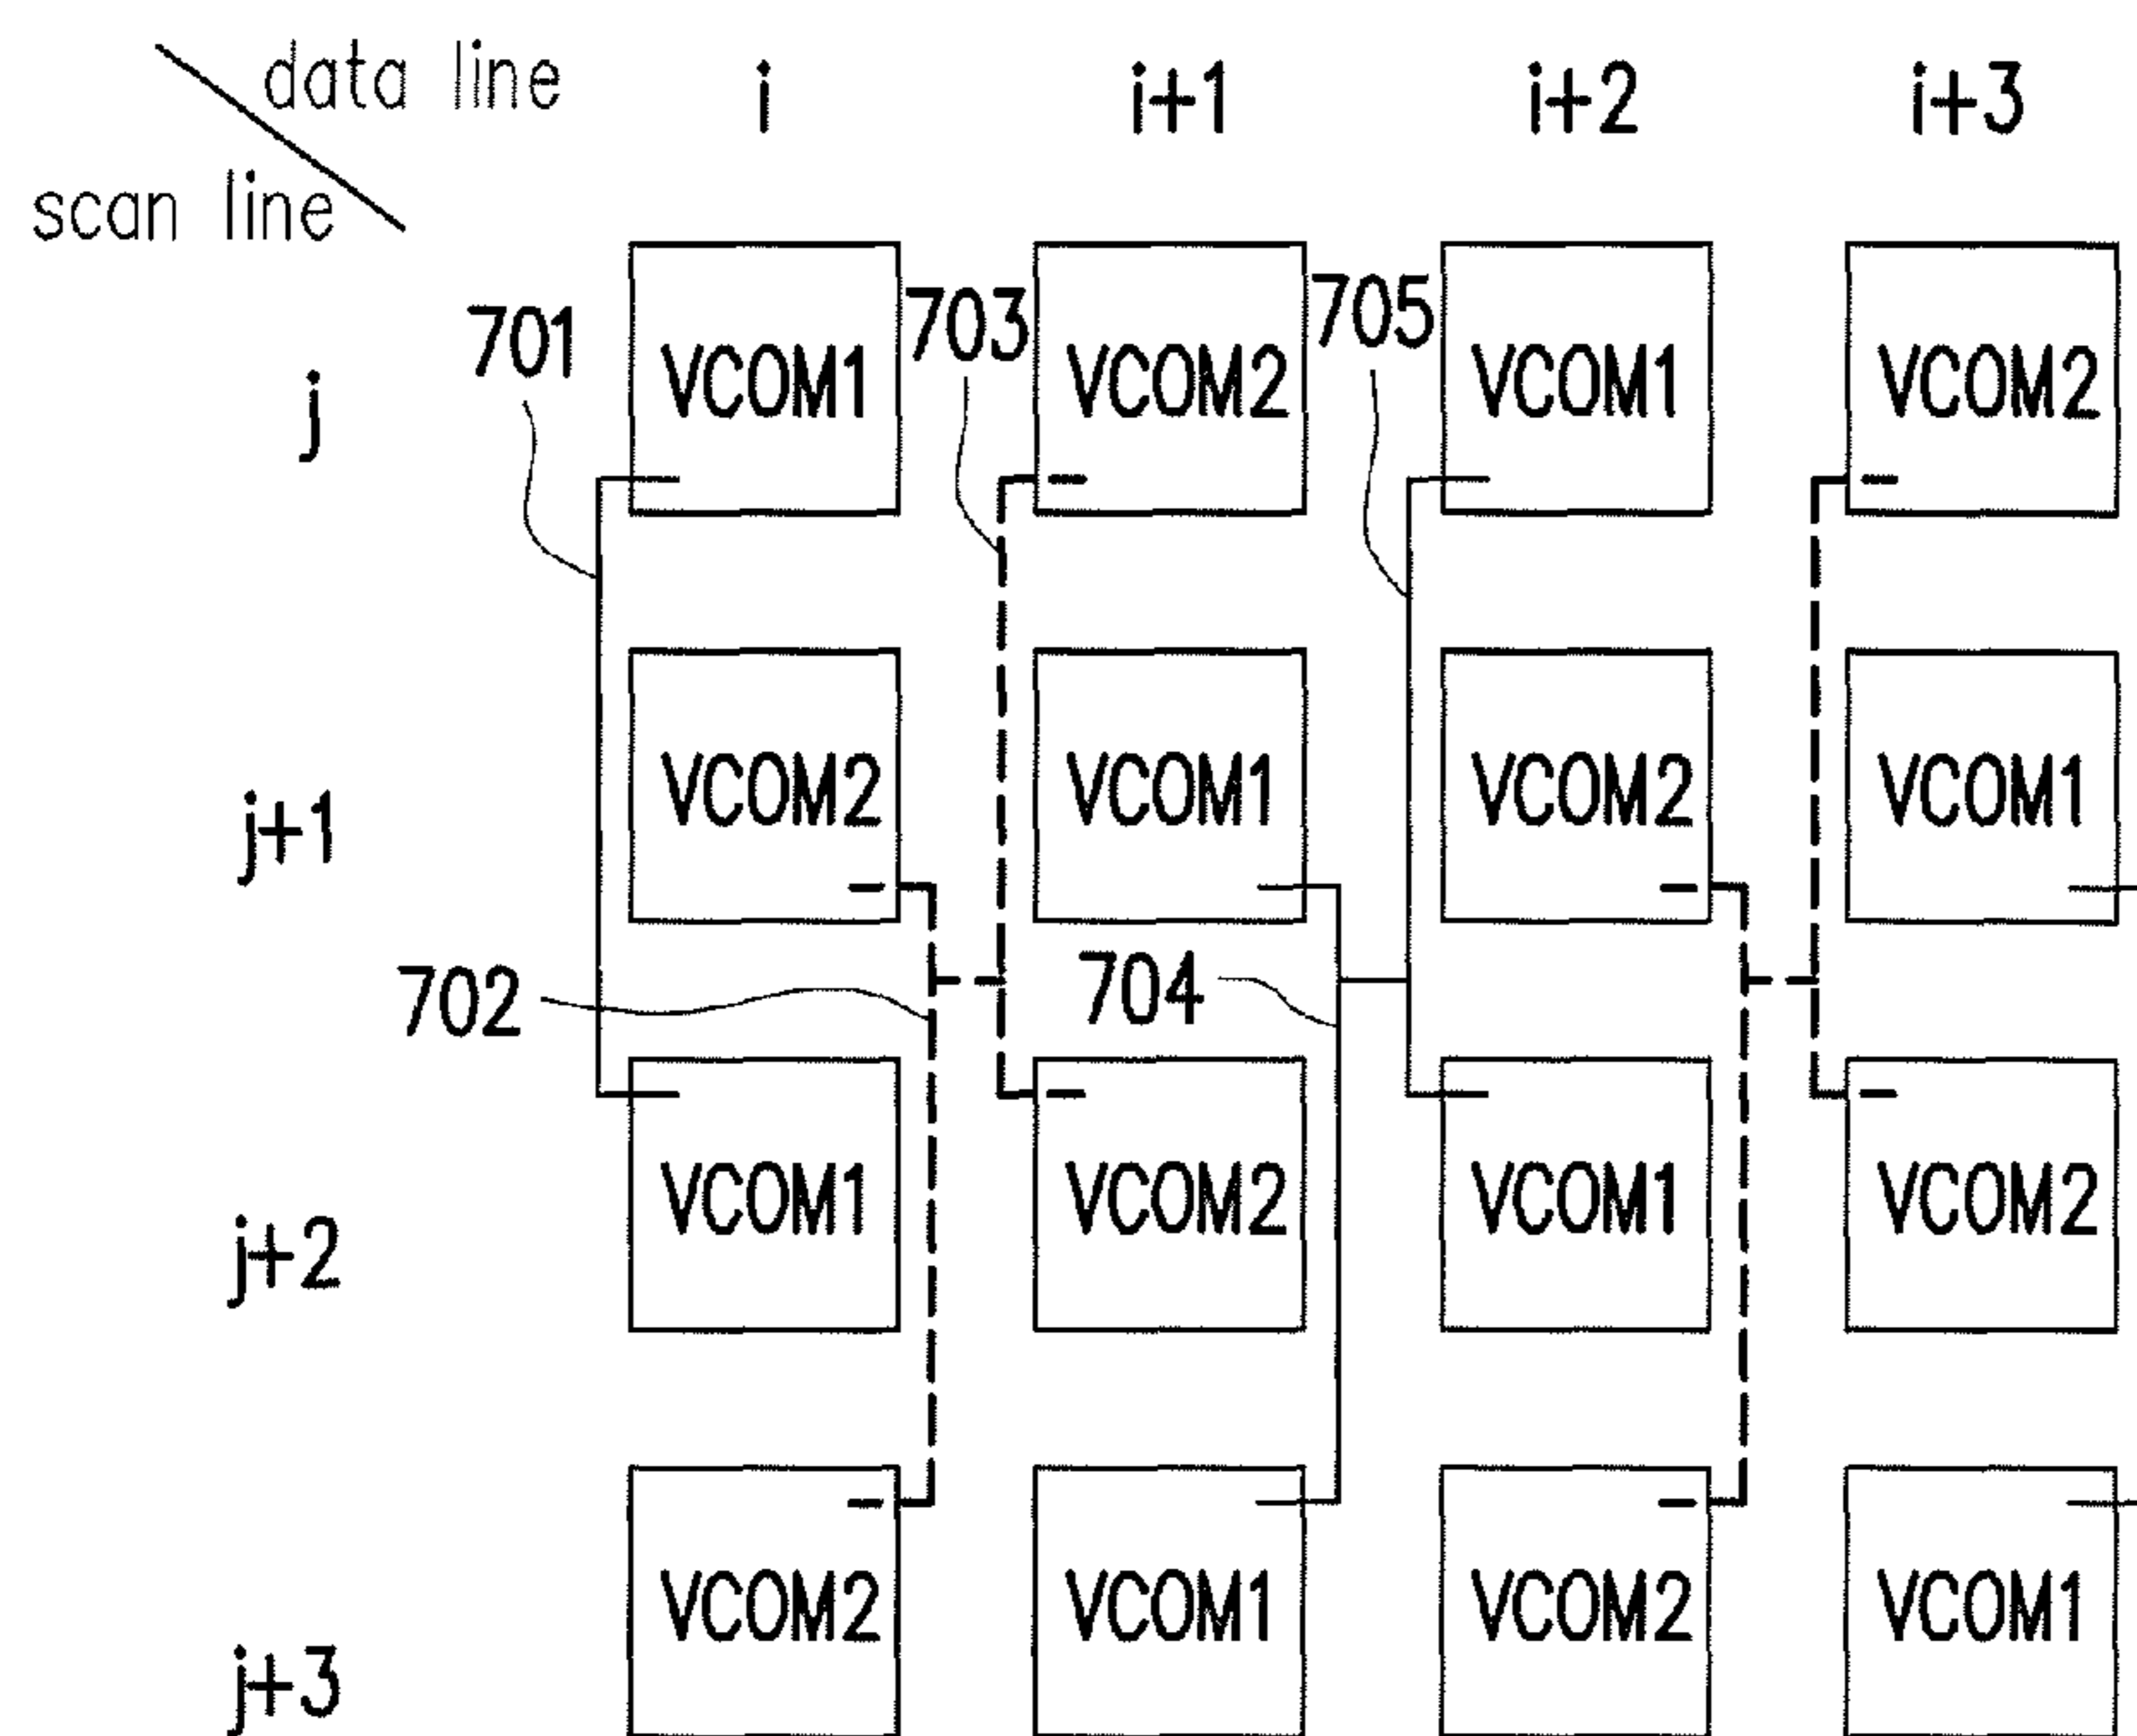 data line i i+1 i+2 i+3
scan line
701 703 705
j VCOM1 VCOM2 VCOM1 VCOM2
j+1 VCOM2 VCOM1 VCOM2 VCOM1
702 704
j+2 VCOM1 VCOM2 VCOM1 VCOM2
j+3 VCOM2 VCOM1 VCOM2 VCOM1